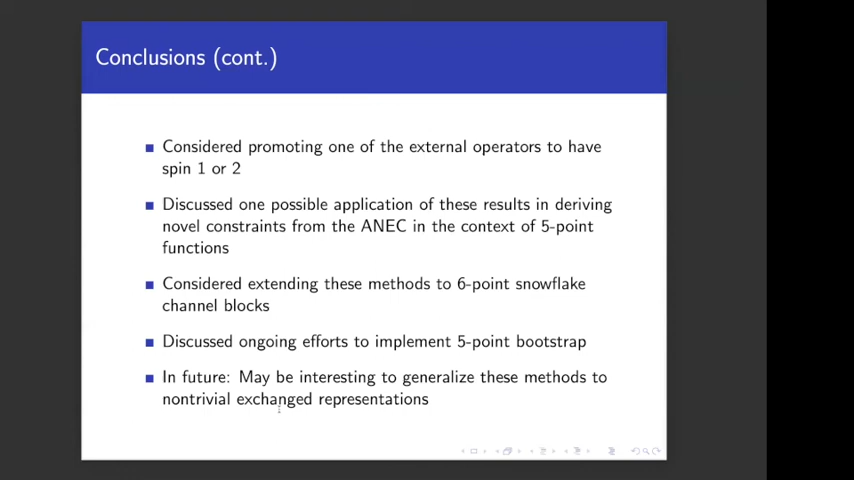 Conclusions (cont.)
Considered promoting one of the external operators to have
spin 1 or 2
Discussed one possible application of these results in deriving
novel constraints from the ANEC in the context of 5-point
functions
Considered extending these methods to 6-point snowflake
channel blocks
Discussed ongoing efforts to implement 5-point bootstrap
In future: May be interesting to generalize these methods to
nontrivial exchanged representations